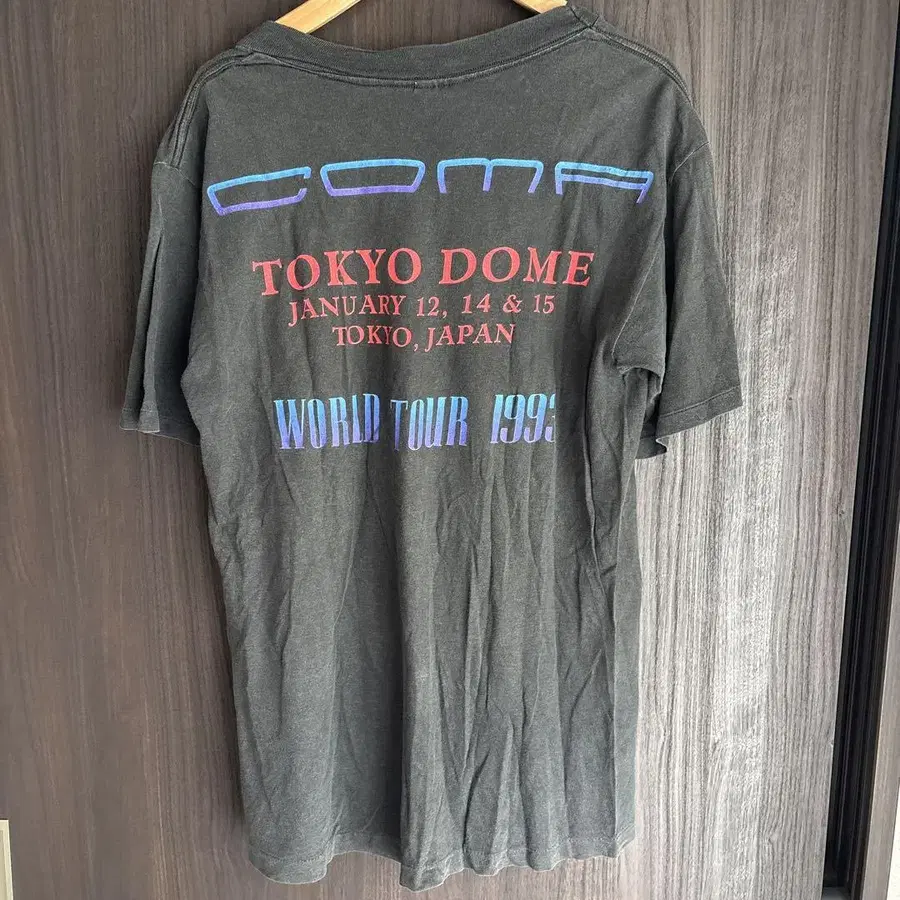 COMA
TOKYO DOME
JANUARY 12, 14 & 15
TOKYO, JAPAN
WORLD TOUR 1993